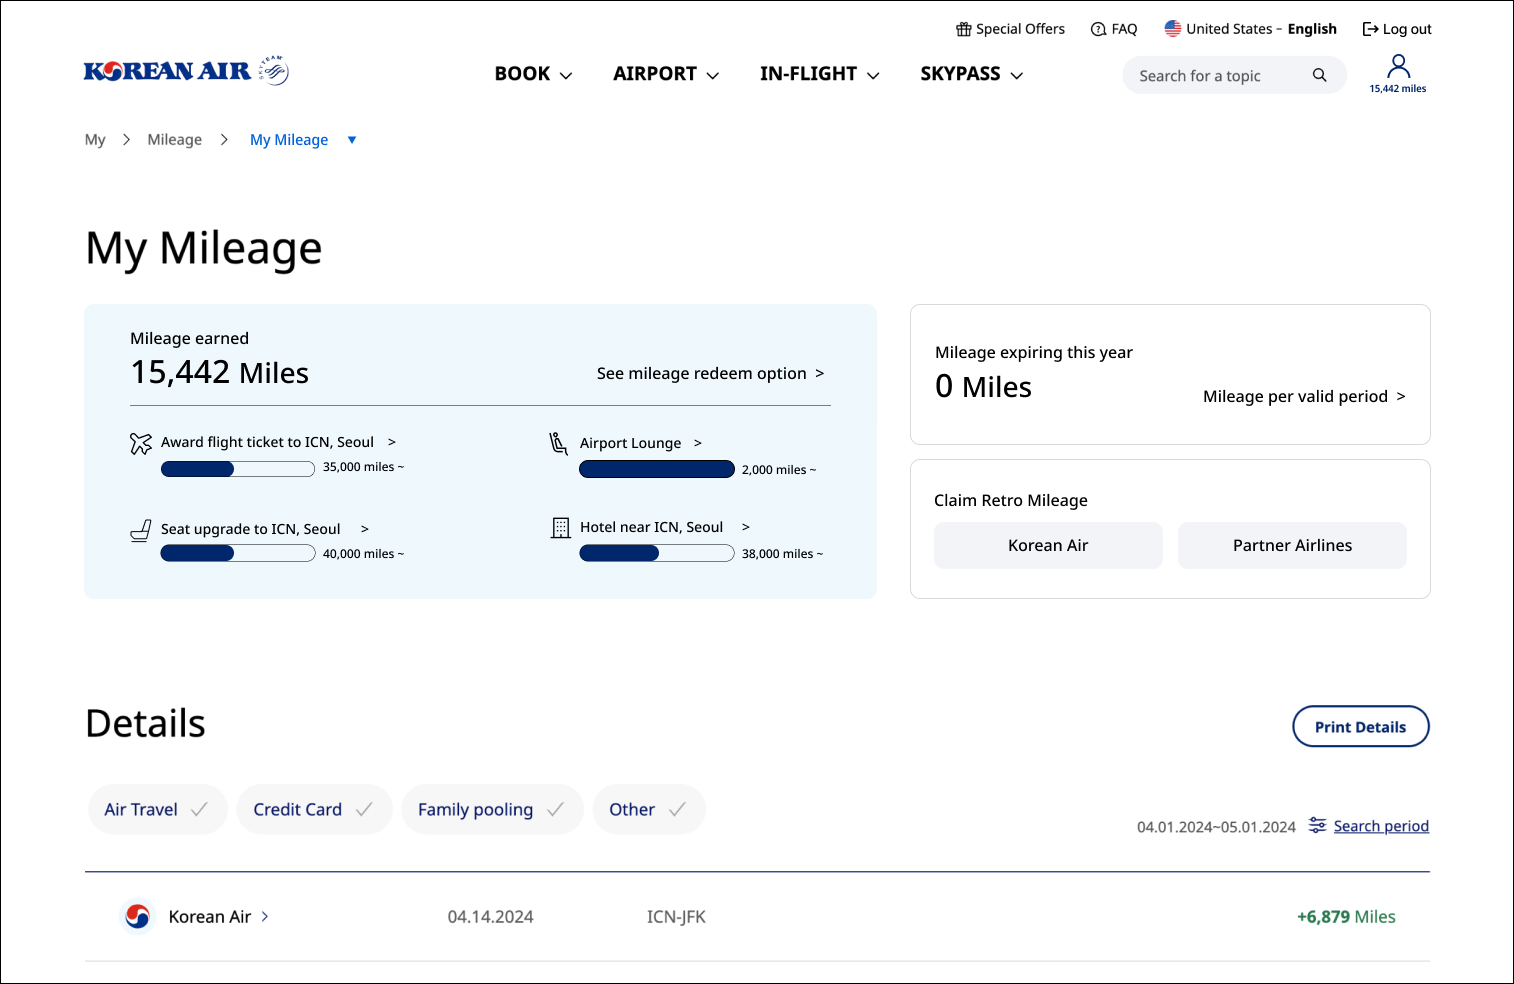 Special Offers
FAQ
United States – English
Log out
KOREAN AIR
SKYTEAM
BOOK
AIRPORT
IN-FLIGHT
SKYPASS
Search for a topic
15,442 miles
My
Mileage
My Mileage
My Mileage
Mileage earned
15,442 Miles
See mileage redeem option >
Award flight ticket to ICN, Seoul >
35,000 miles ~
Airport Lounge >
2,000 miles ~
Seat upgrade to ICN, Seoul >
40,000 miles ~
Hotel near ICN, Seoul >
38,000 miles ~
Mileage expiring this year
0 Miles
Mileage per valid period >
Claim Retro Mileage
Korean Air
Partner Airlines
Details
Print Details
Air Travel
Credit Card
Family pooling
Other
04.01.2024~05.01.2024
Search period
Korean Air >
04.14.2024
ICN-JFK
+6,879 Miles